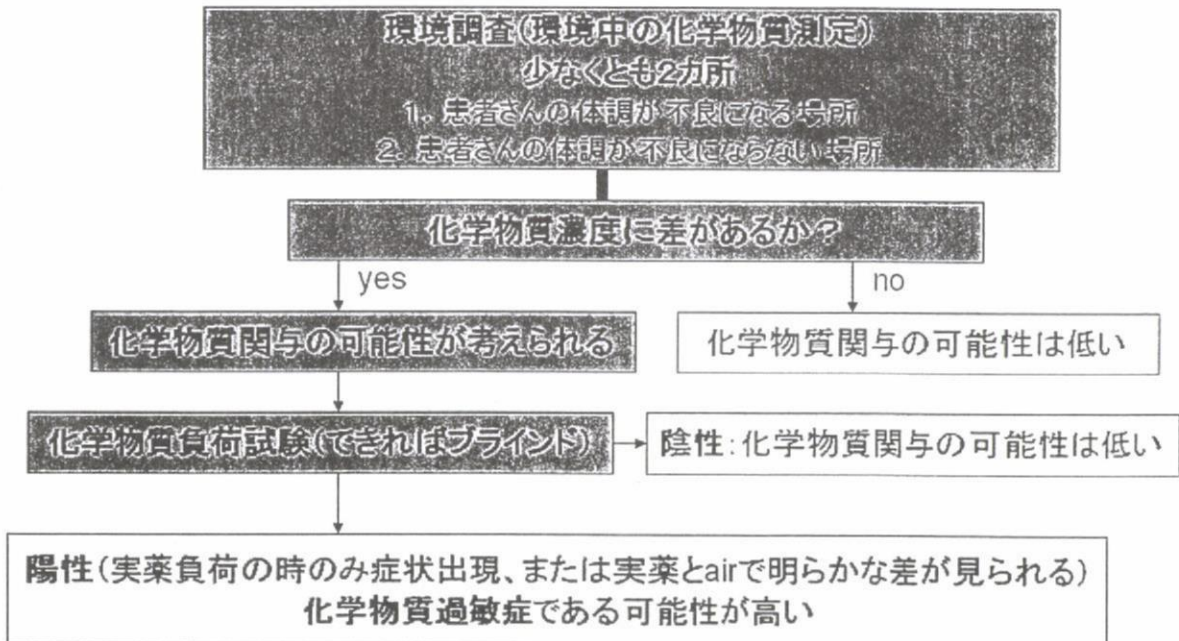 環境調査(環境中の化学物質測定)
少なくとも2カ所
1. 患者さんの体調が不良になる場所
2. 患者さんの体調が不良にならない場所
化学物質濃度に差があるか?
yes
no
化学物質関与の可能性が考えられる
化学物質関与の可能性は低い
化学物質負荷試験(できればブラインド)
陰性:化学物質関与の可能性は低い
陽性(実薬負荷の時のみ症状出現、または実薬とairで明らかな差が見られる)
化学物質過敏症である可能性が高い